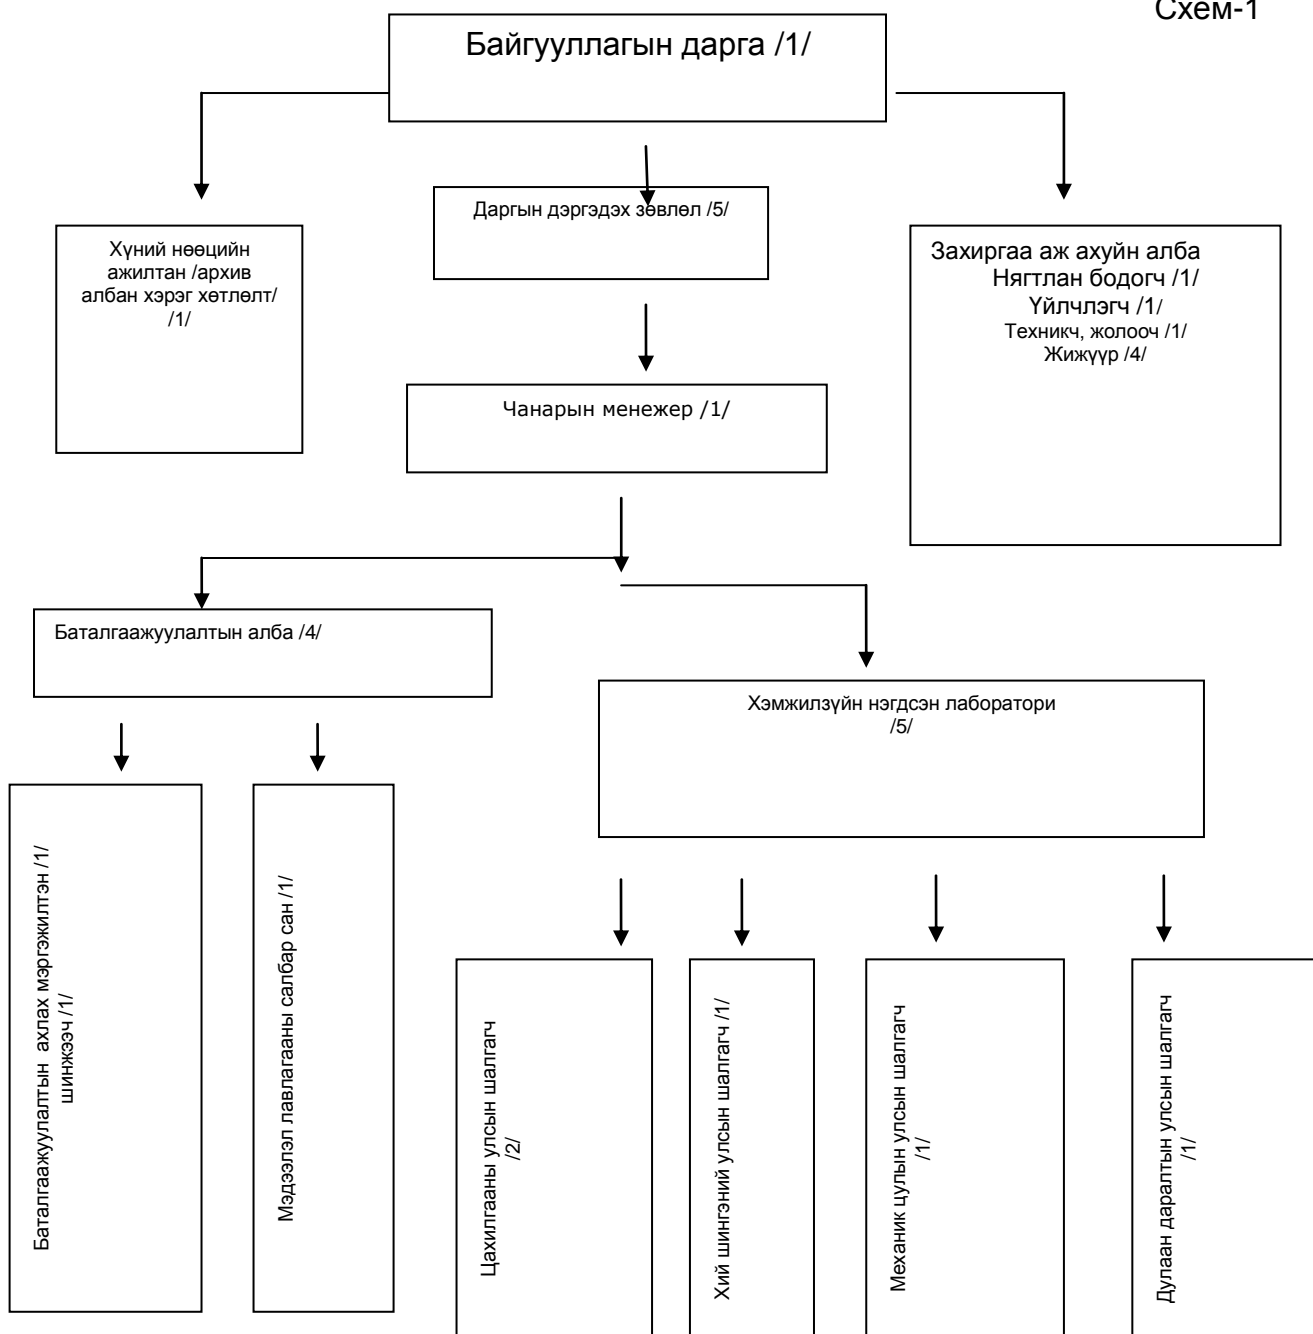 Схем-1
Байгууллагын дарга /1/
Даргын дэргэдэх зөвлөл /5/
Хүний нөөцийн
ажилтан /архив
албан хэрэг хөтлөлт/
/1/
Захиргаа аж ахуйн алба
Нягтлан бодогч /1/
Үйлчлэгч /1/
Техникч, жолооч /1/
Жижүүр /4/
Чанарын менежер /1/
Баталгаажуулалтын алба /4/
Хэмжилзүйн нэгдсэн лаборатори
/5/
Баталгаажуулалтын ахлах мэргэжилтэн /1/
шинжээч /1/
Мэдээлэл лавлагааны салбар сан /1/
Цахилгааны улсын шалгагч
/2/
Хий шингэний улсын шалгагч /1/
Механик цулын улсын шалгагч
/1/
Дулаан даралтын улсын шалгагч
/1/